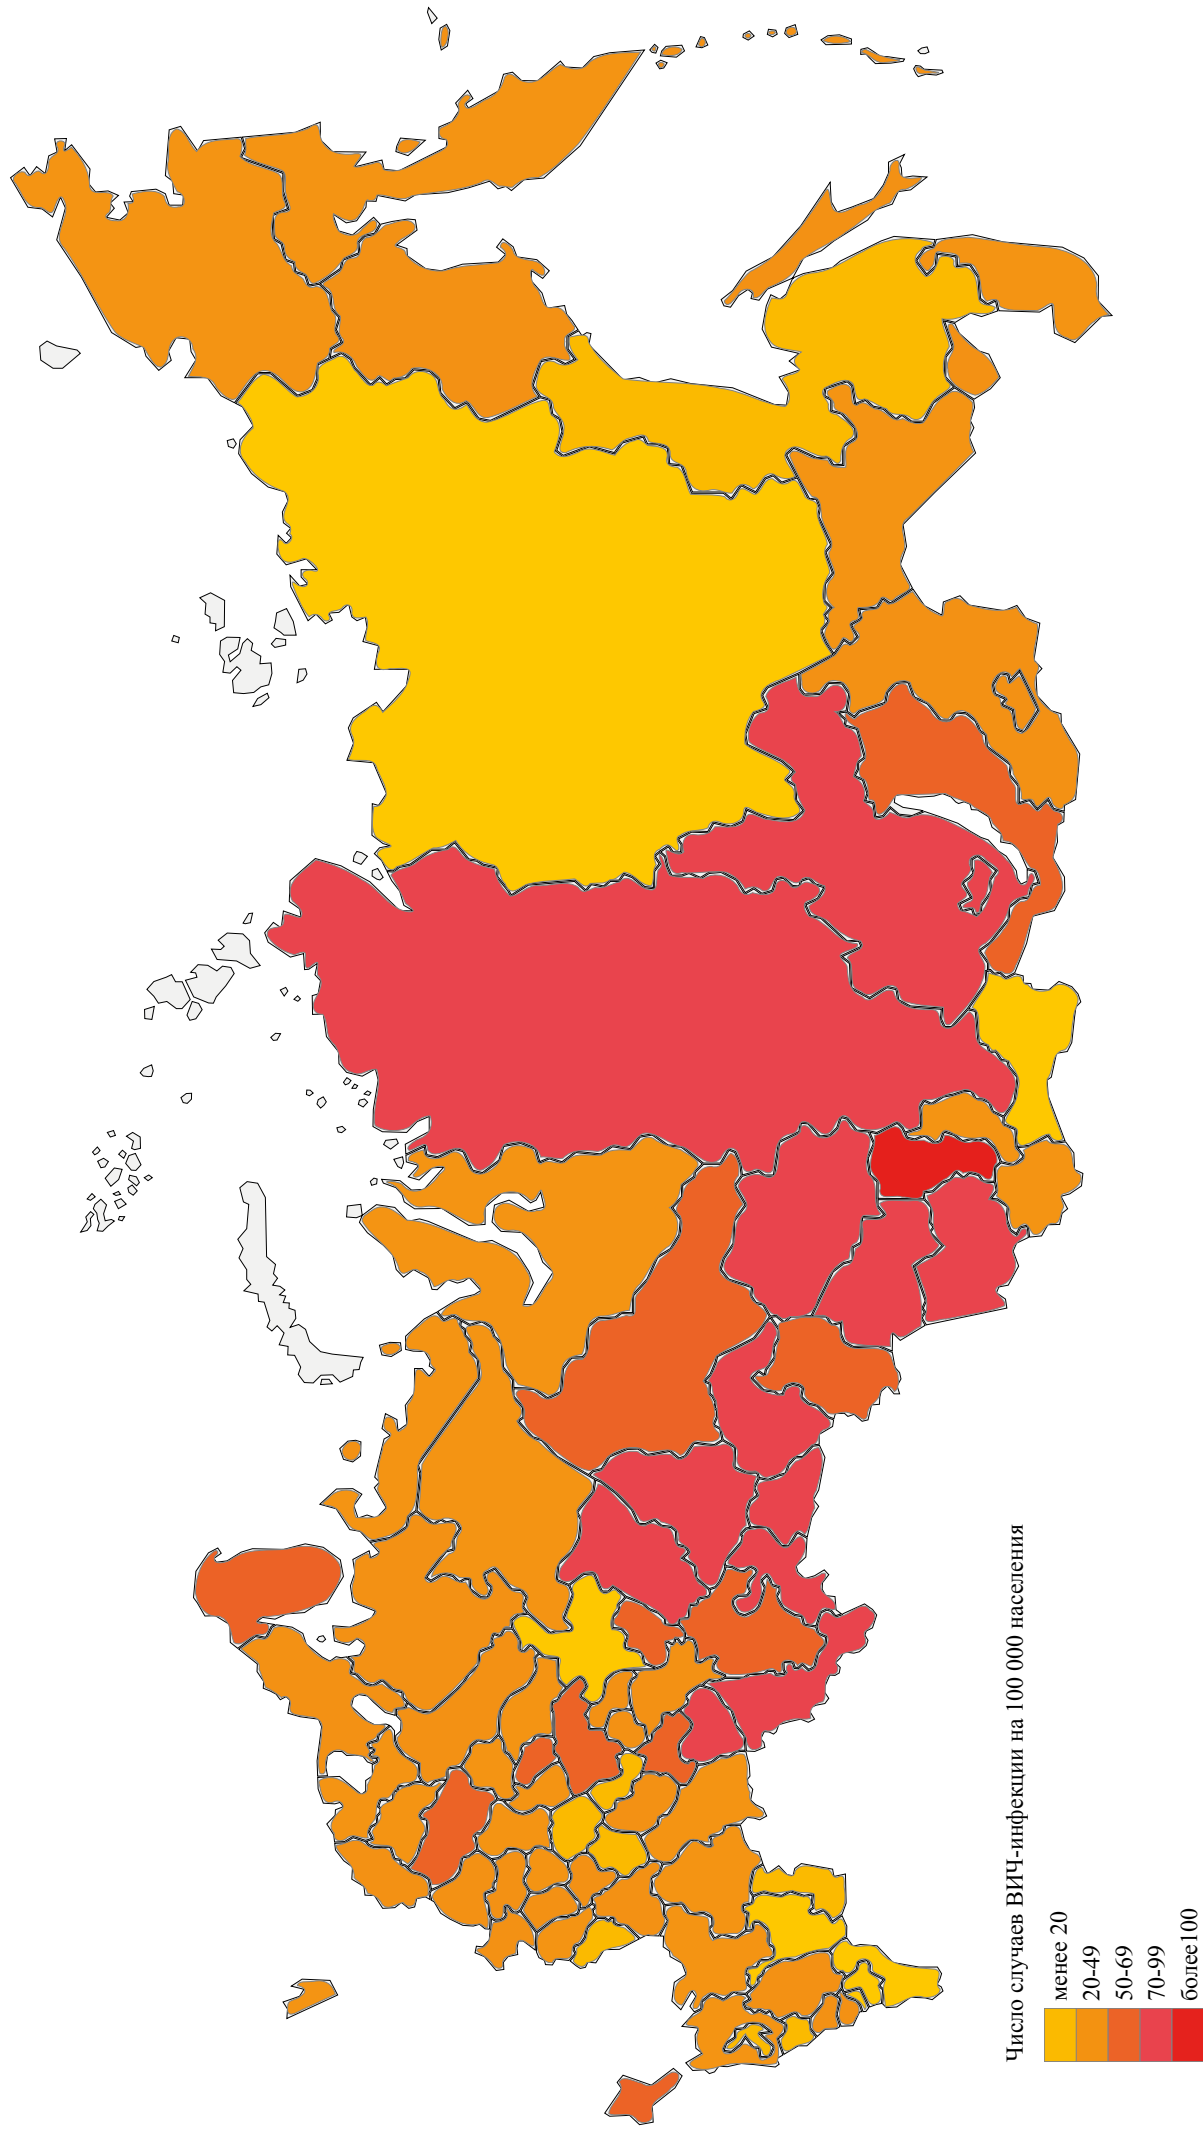 Число случаев ВИЧ-инфекции на 100 000 населения
менее 20
20-49
50-69
70-99
более100